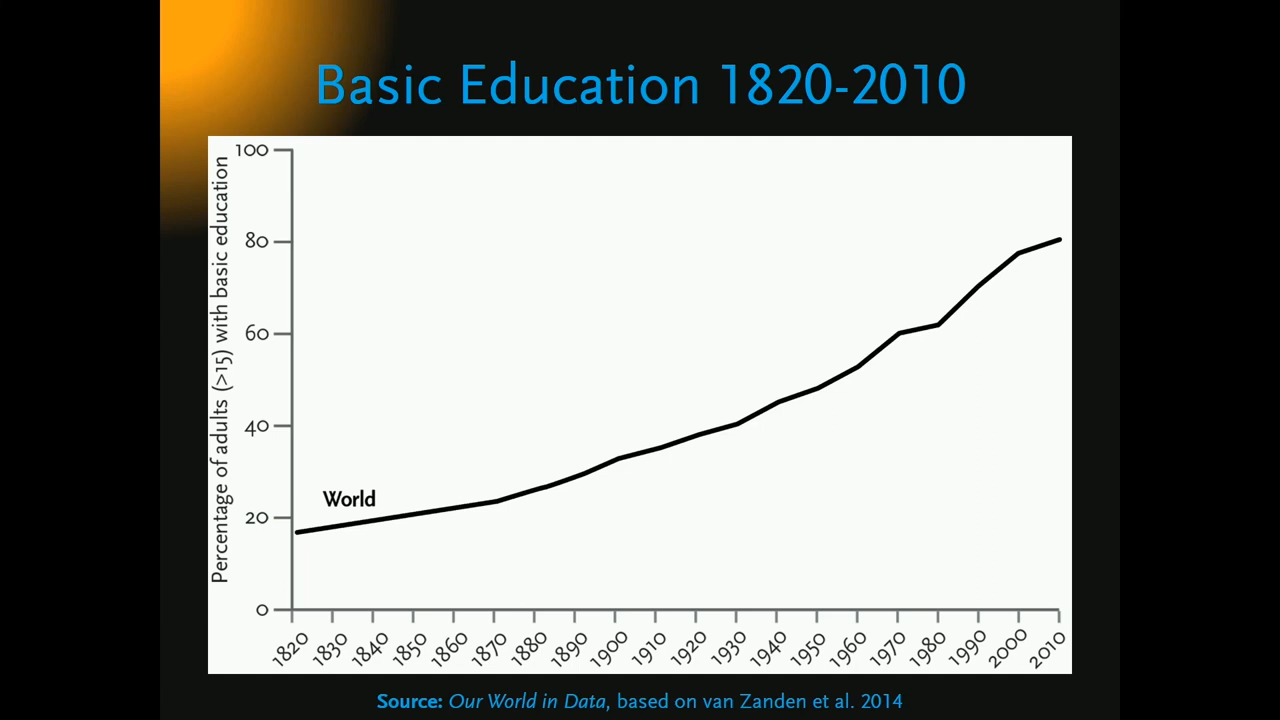 Basic Education 1820-2010
Percentage of adults (>15) with basic education
100
80
60
40
20
0
World
1820 1830 1840 1850 1860 1870 1880 1890 1900 1910 1920 1930 1940 1950 1960 1970 1980 1990 2000 2010
Source: Our World in Data, based on van Zanden et al. 2014